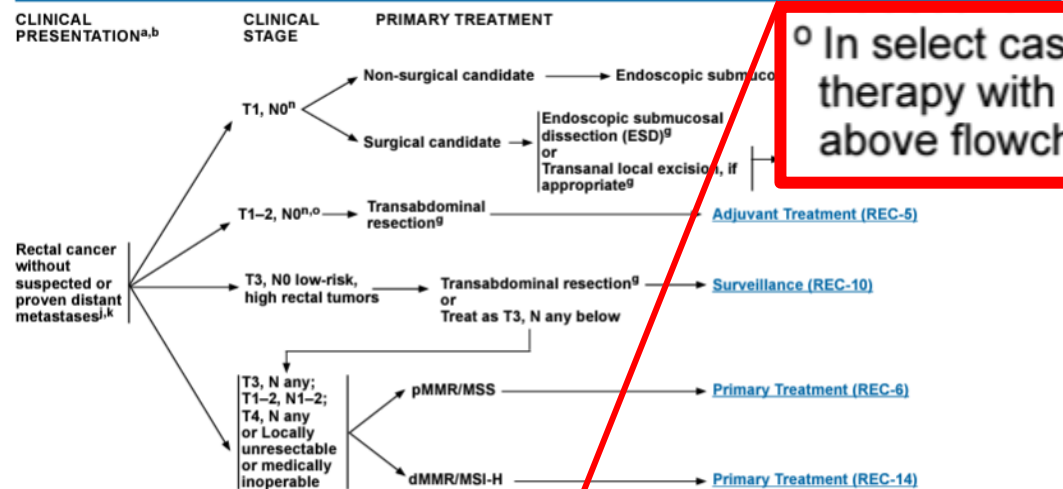 CLINICAL
PRESENTATIONa,b
CLINICAL
STAGE
PRIMARY TREATMENT
Non-surgical candidate
Endoscopic
T1, N0n
Surgical candidate
Endoscopic submucosal
dissection (ESD)g
or
Transanal local excision, if
appropriateg
o In select
therapy with
above
T1–2, N0n,o
Transabdominal
resectiong
Adjuvant Treatment (REC-5)
Rectal cancer
without
suspected or
proven distant
metastasesj,k
T3, N0 low-risk,
high rectal tumors
Transabdominal resectiong
or
Treat as T3, N any below
Surveillance (REC-10)
T3, N any;
T1–2, N1–2;
T4, N any
or Locally
unresectable
or medically
inoperable
pMMR/MSS
Primary Treatment (REC-6)
dMMR/MSI-H
Primary Treatment (REC-14)